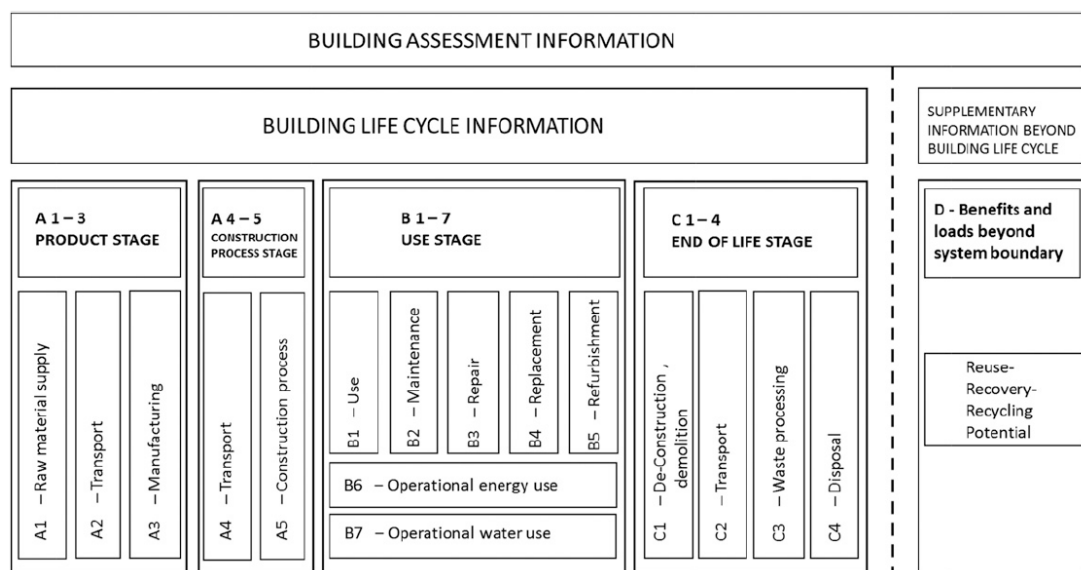 BUILDING ASSESSMENT INFORMATION
BUILDING LIFE CYCLE INFORMATION
SUPPLEMENTARY
INFORMATION BEYOND
BUILDING LIFE CYCLE
A 1 – 3
PRODUCT STAGE
A 4 – 5
CONSTRUCTION
PROCESS STAGE
B 1 – 7
USE STAGE
C 1 – 4
END OF LIFE STAGE
D - Benefits and
loads beyond
system boundary
A1 – Raw material supply
A2 – Transport
A3 – Manufacturing
A4 – Transport
A5 – Construction process
B1 – Use
B2 – Maintenance
B3 – Repair
B4 – Replacement
B5 – Refurbishment
B6 – Operational energy use
B7 – Operational water use
C1 – De-Construction ,
demolition
C2 – Transport
C3 – Waste processing
C4 – Disposal
Reuse-
Recovery-
Recycling
Potential